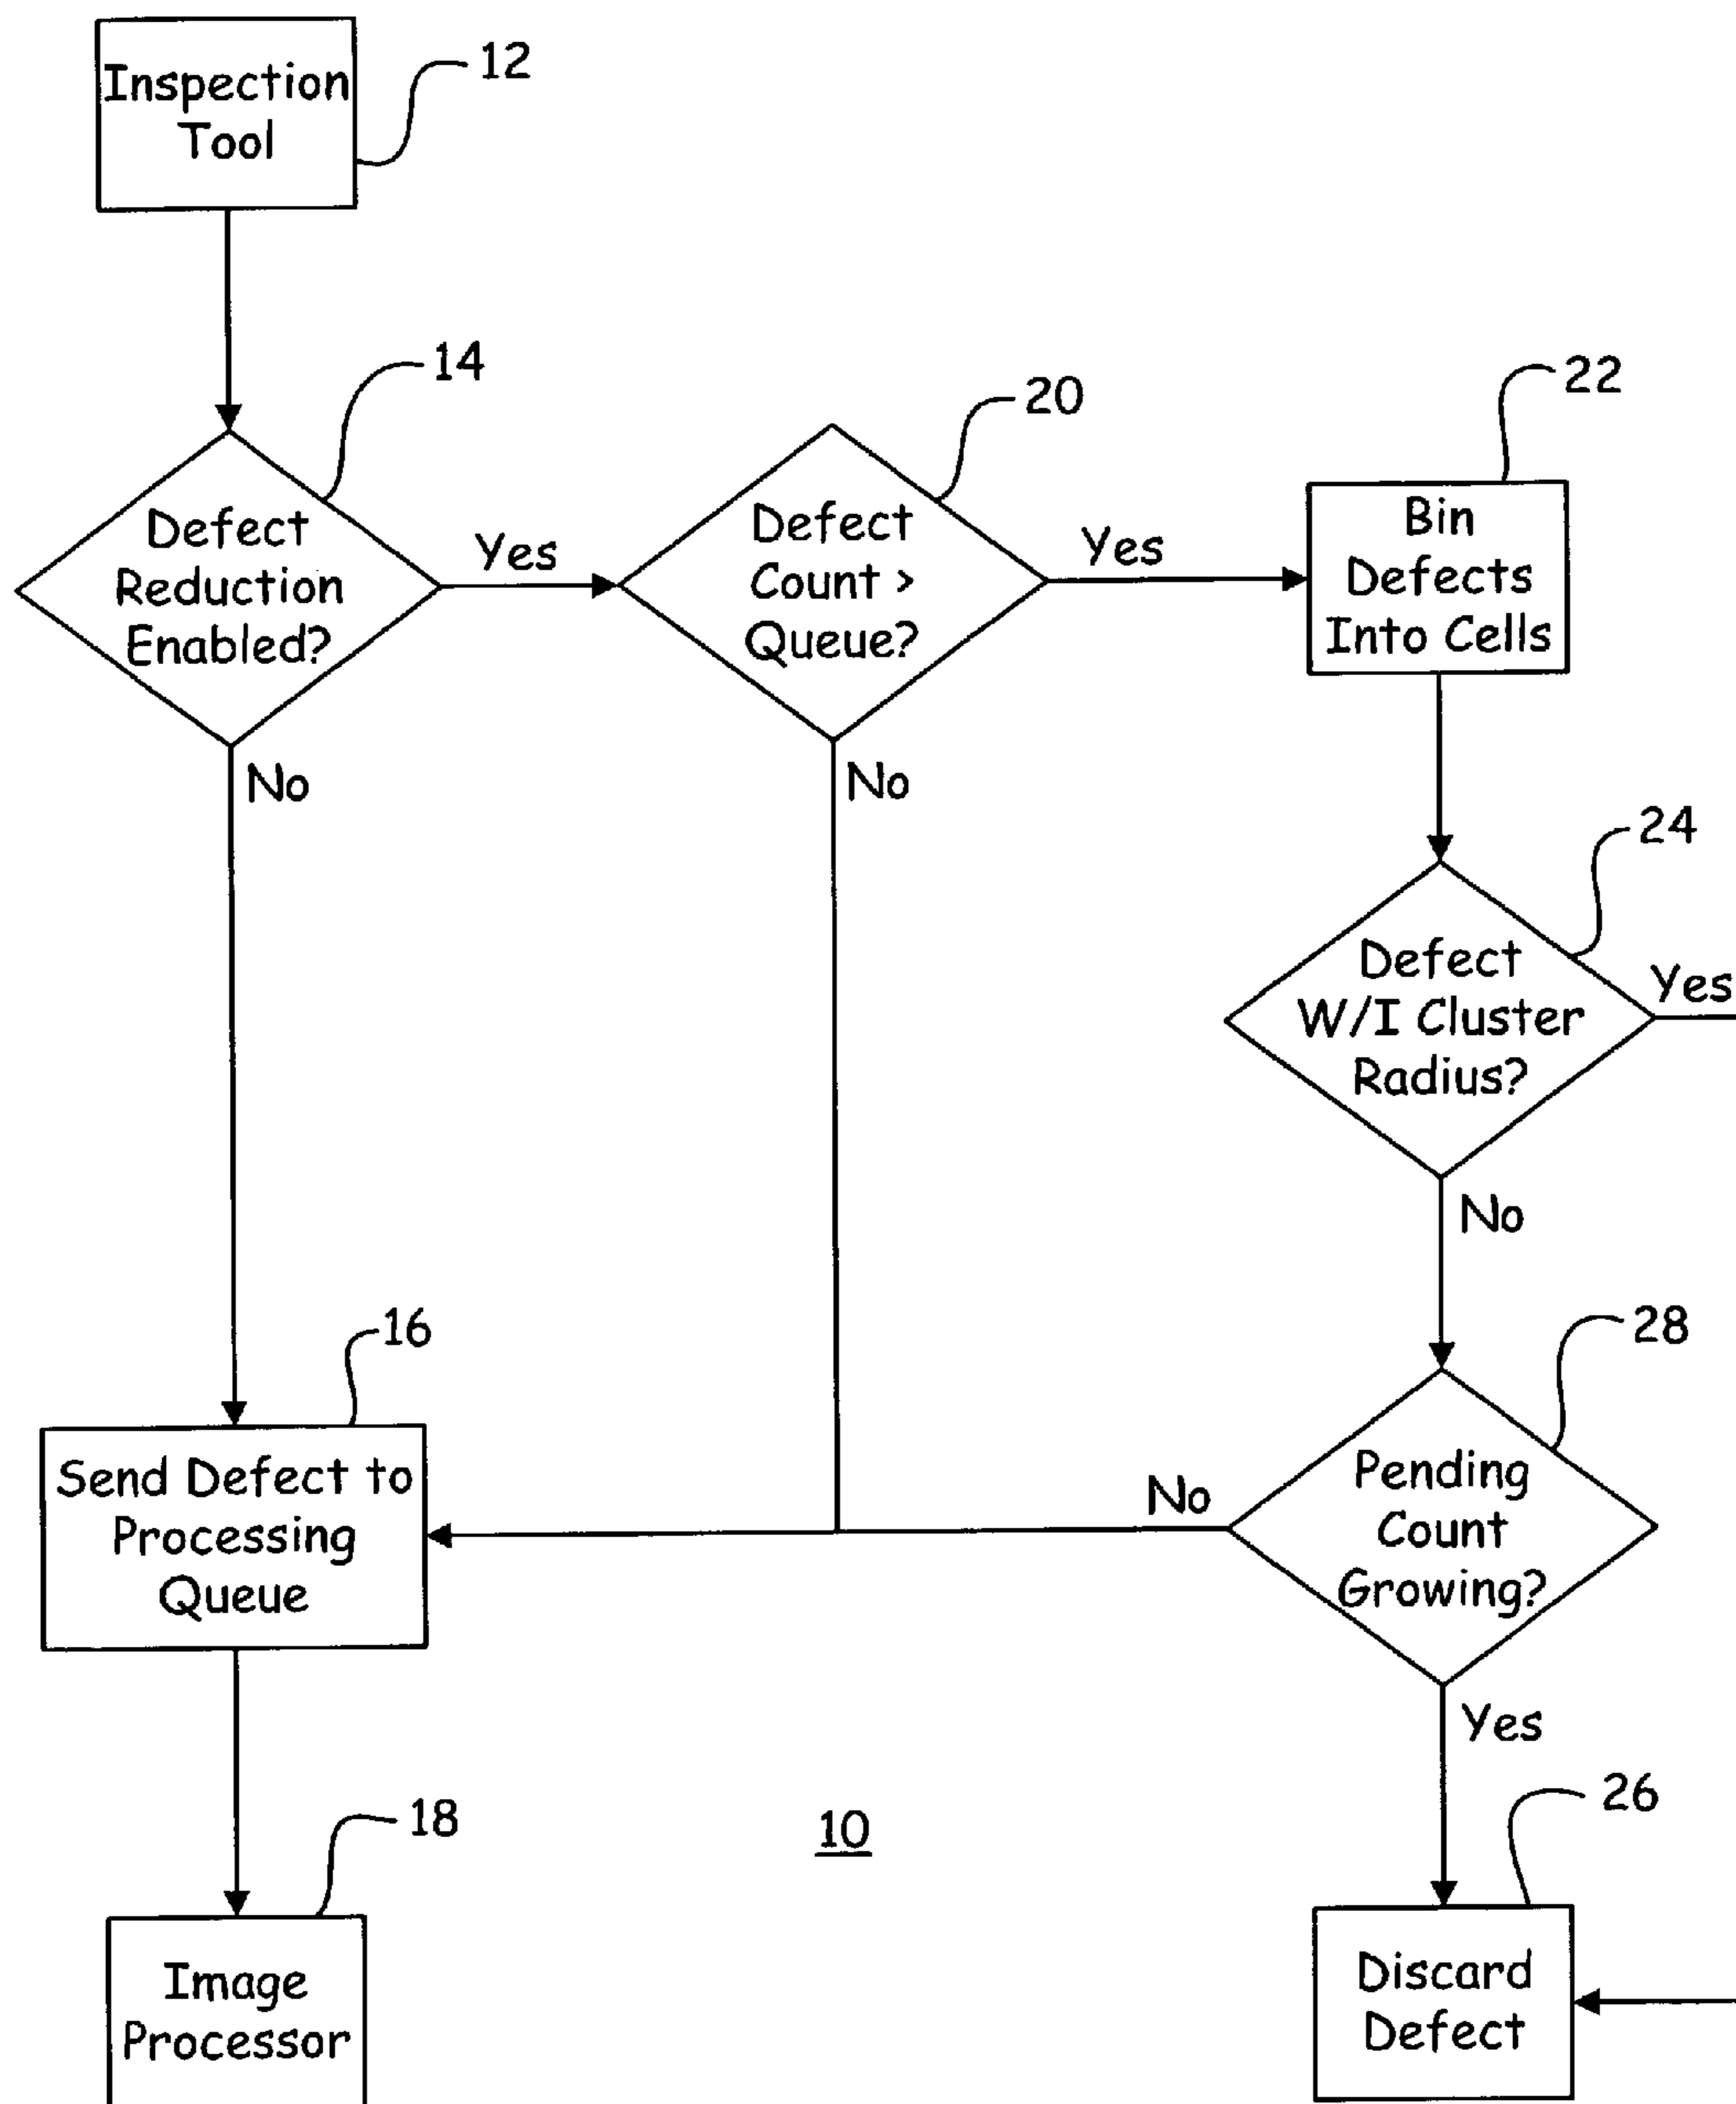 Inspection
Tool
12
14
Defect
Reduction
Enabled?
Yes
No
20
Defect
Count >
Queue?
Yes
No
22
Bin
Defects
Into Cells
24
Defect
W/I Cluster
Radius?
Yes
No
16
Send Defect to
Processing
Queue
28
Pending
Count
Growing?
No
Yes
18
Image
Processor
10
26
Discard
Defect